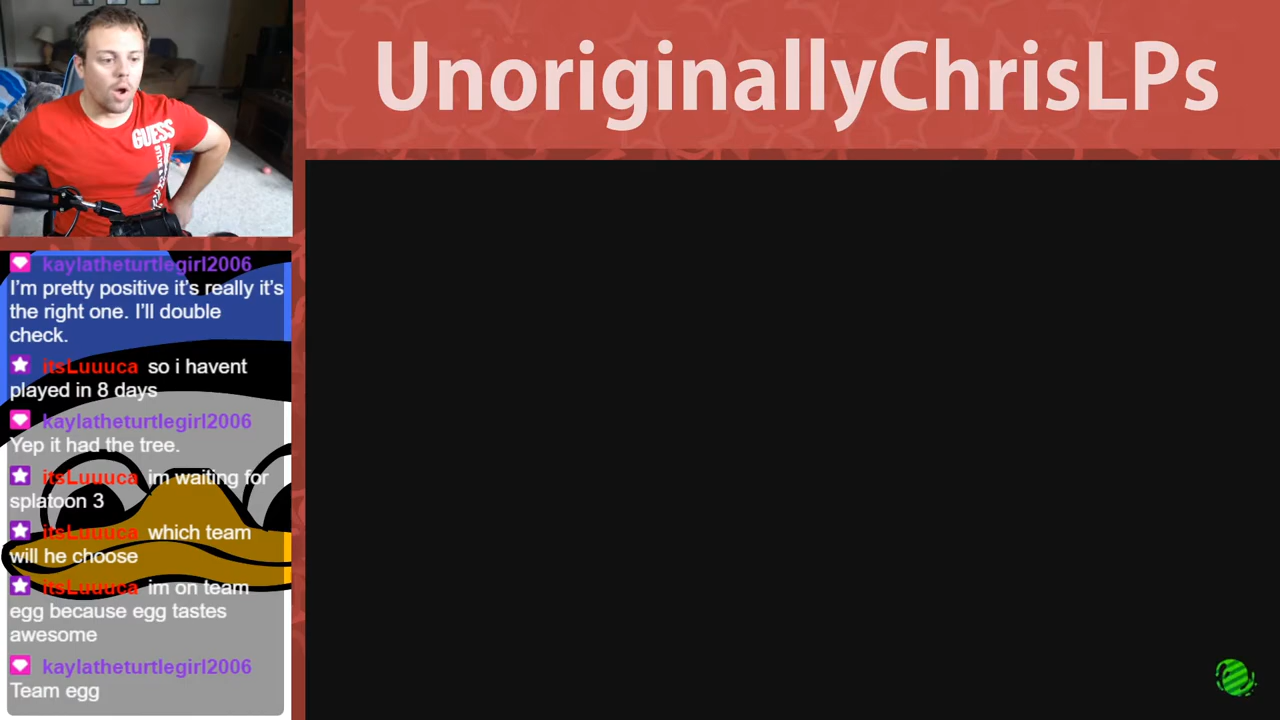 UnoriginallyChrisLPs
GUESS
kaylatheturtlegirl2006
I'm pretty positive it's really it's
the right one. I'll double
check.
itsLuuuca so i havent
played in 8 days
kaylatheturtlegirl2006
Yep it had the tree.
itsLuuuca im waiting for
splatoon 3
itsLuuuca which team
will he choose
itsLuuuca im on team
egg because egg tastes
awesome
kaylatheturtlegirl2006
Team egg